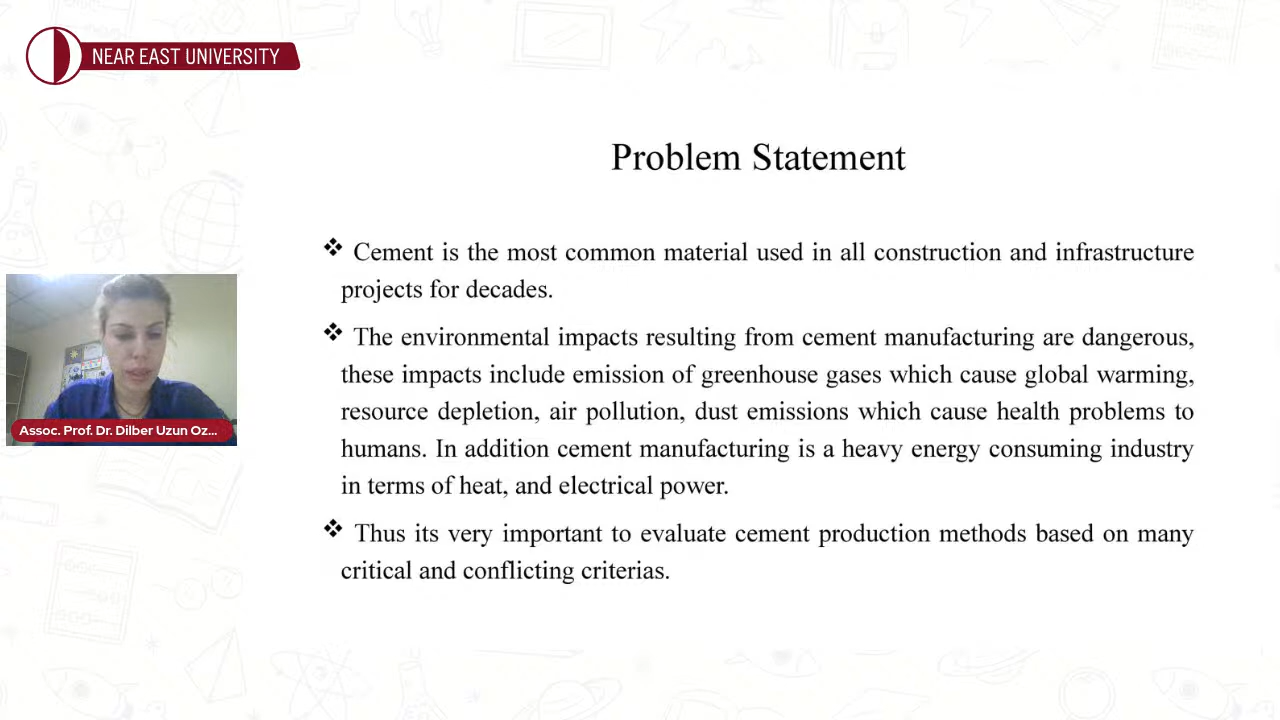 NEAR EAST UNIVERSITY
Problem Statement
❖ Cement is the most common material used in all construction and infrastructure
projects for decades.
❖ The environmental impacts resulting from cement manufacturing are dangerous,
these impacts include emission of greenhouse gases which cause global warming,
resource depletion, air pollution, dust emissions which cause health problems to
humans. In addition cement manufacturing is a heavy energy consuming industry
in terms of heat, and electrical power.
❖ Thus its very important to evaluate cement production methods based on many
critical and conflicting criterias.
Assoc. Prof. Dr. Dilber Uzun Oz...